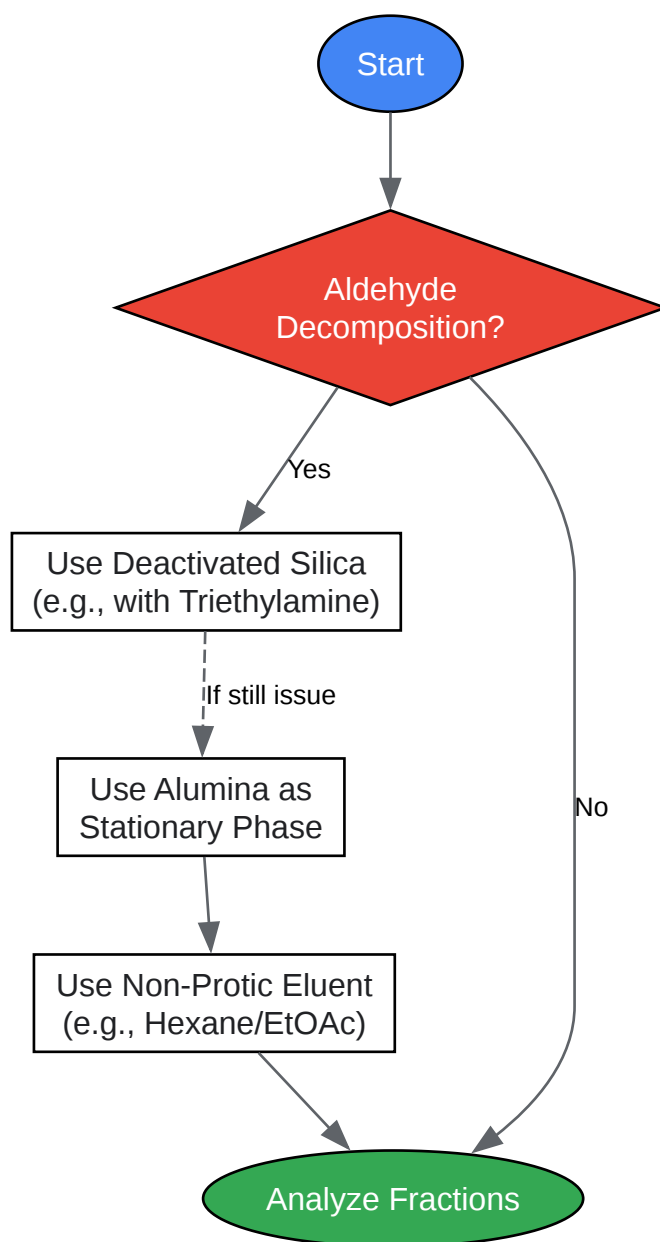 Start
Aldehyde
Decomposition?
Yes
Use Deactivated Silica
(e.g., with Triethylamine)
If still issue
Use Alumina as
Stationary Phase
No
Use Non-Protic Eluent
(e.g., Hexane/EtOAc)
Analyze Fractions